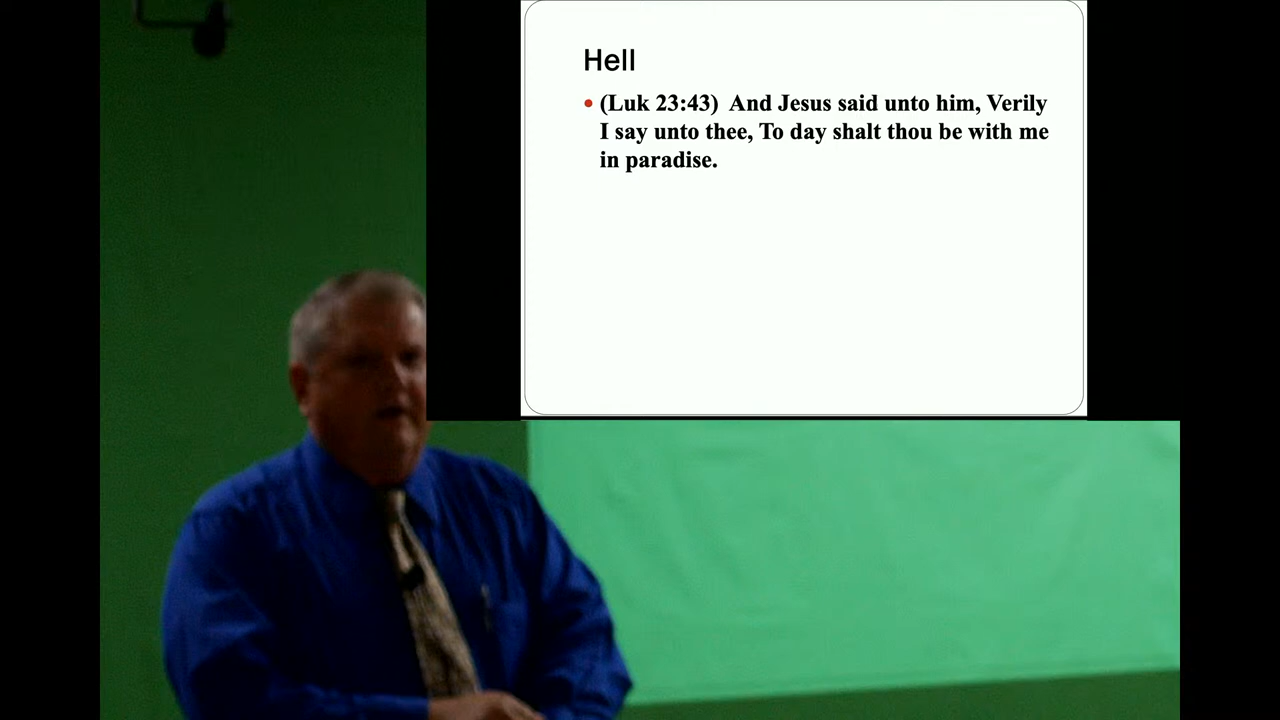 Hell
• (Luk 23:43) And Jesus said unto him, Verily
I say unto thee, To day shalt thou be with me
in paradise.